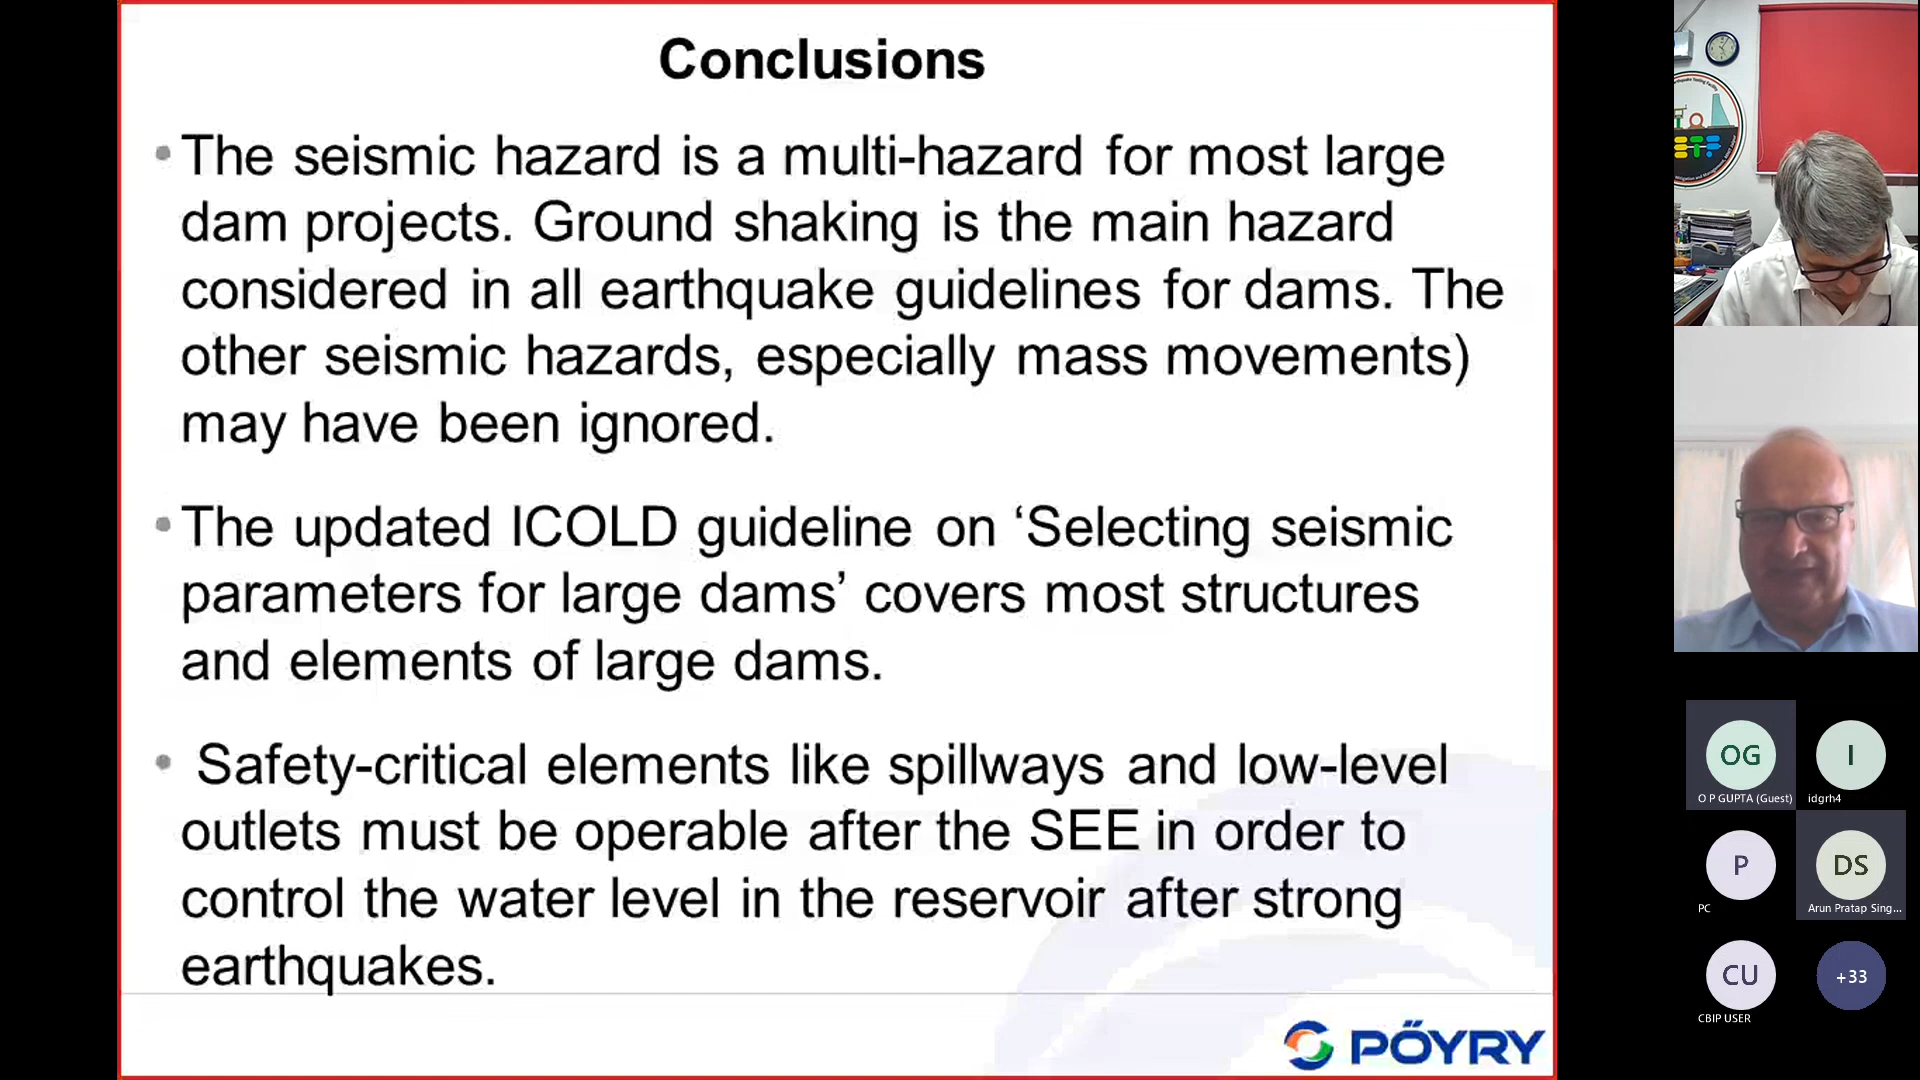 Conclusions
• The seismic hazard is a multi-hazard for most large
dam projects. Ground shaking is the main hazard
considered in all earthquake guidelines for dams. The
other seismic hazards, especially mass movements)
may have been ignored.
• The updated ICOLD guideline on ‘Selecting seismic
parameters for large dams’ covers most structures
and elements of large dams.
• Safety-critical elements like spillways and low-level
outlets must be operable after the SEE in order to
control the water level in the reservoir after strong
earthquakes.
PÖYRY
OG
O P GUPTA (Guest)
I
idgrh4
P
PC
DS
Arun Pratap Sing...
CU
CBIP USER
+33